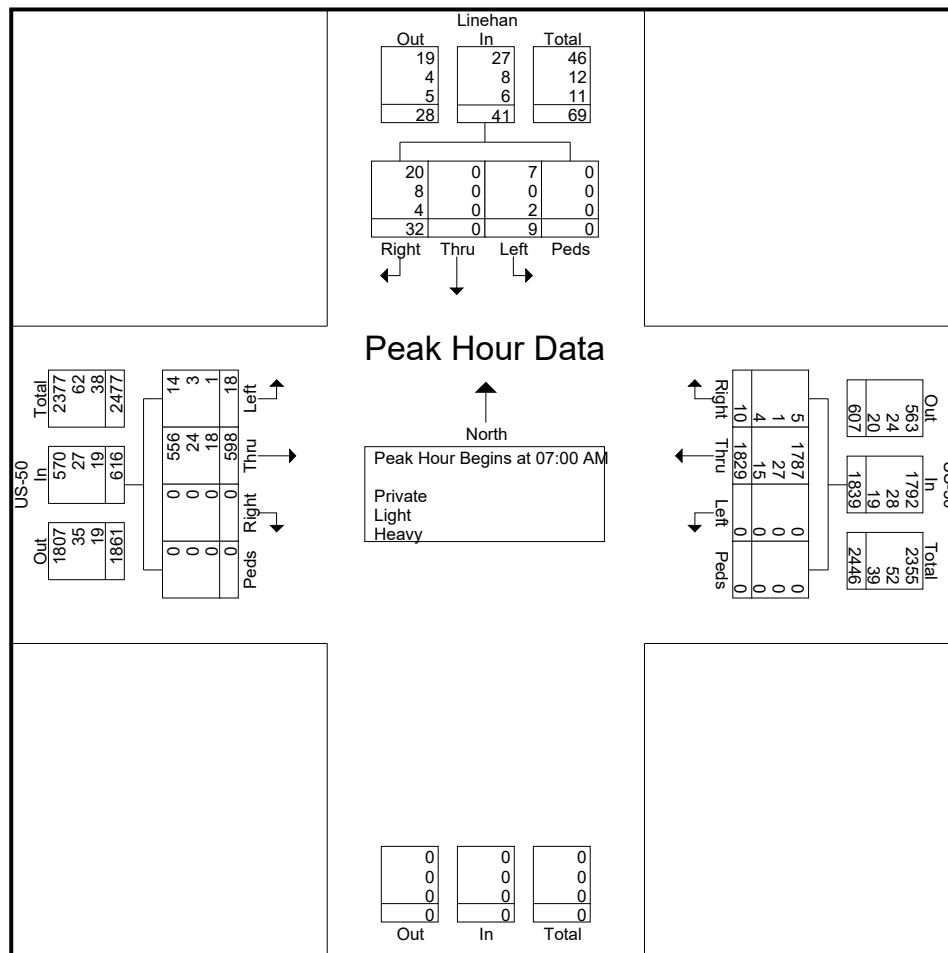 Linehan
Out In Total
19 27 46
4 8 12
5 6 11
28 41 69
20 0 7 0
8 0 0 0
4 0 2 0
32 0 9 0
Right Thru Left Peds
Peak Hour Data
North
Peak Hour Begins at 07:00 AM
Private
Light
Heavy
US-50
Total
2377
62
38
2477
In
570
27
19
616
Out
1807
35
19
1861
14
3
1
18
Left
556
24
18
598
Thru
0
0
0
0
Right
0
0
0
0
Peds
Right
10
4
1
5
Thru
1829
15
27
1787
Left
0
0
0
0
Peds
0
0
0
0
Out
563
24
20
607
In
1792
28
19
1839
Total
2355
52
39
2446
0 0 0
0 0 0
0 0 0
0 0 0
Out In Total